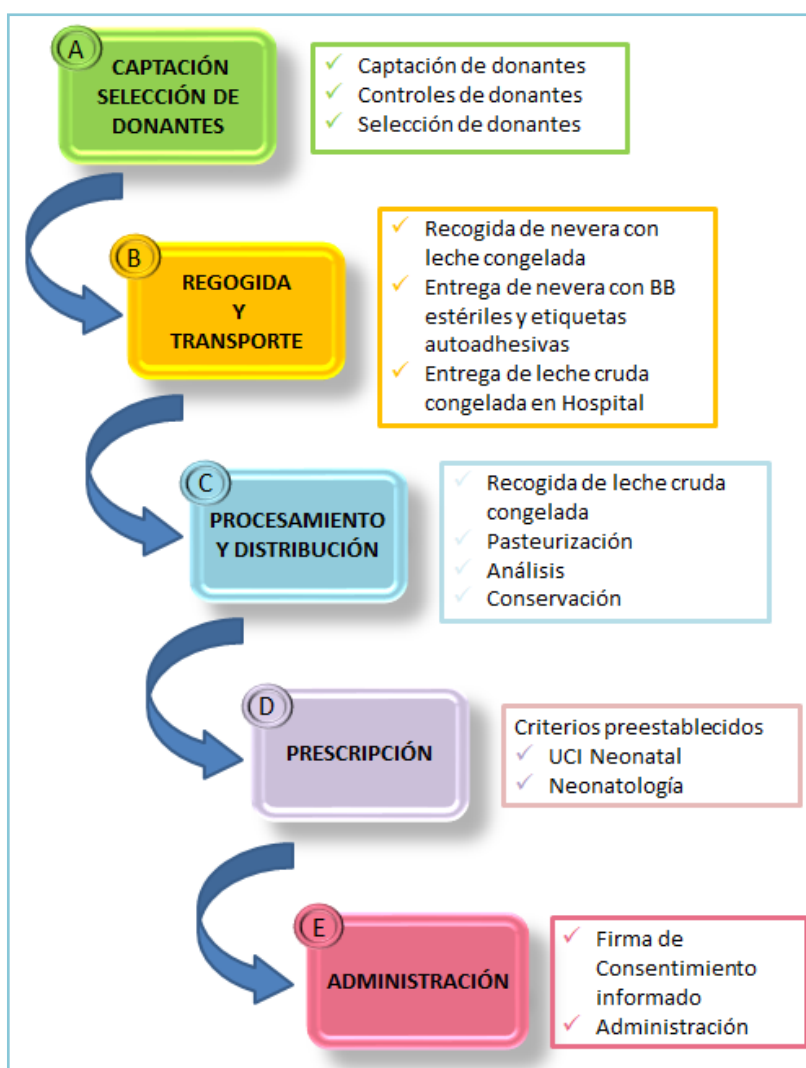 A
CAPTACIÓN
SELECCIÓN DE
DONANTES
✓ Captación de donantes
✓ Controles de donantes
✓ Selección de donantes
B
REGOGIDA
Y
TRANSPORTE
✓ Recogida de nevera con
leche congelada
✓ Entrega de nevera con BB
estériles y etiquetas
autoadhesivas
✓ Entrega de leche cruda
congelada en Hospital
C
PROCESAMIENTO
Y DISTRIBUCIÓN
✓ Recogida de leche cruda
congelada
✓ Pasteurización
✓ Análisis
✓ Conservación
D
PRESCRIPCIÓN
Criterios preestablecidos
✓ UCI Neonatal
✓ Neonatología
E
ADMINISTRACIÓN
✓ Firma de
Consentimiento
informado
✓ Administración